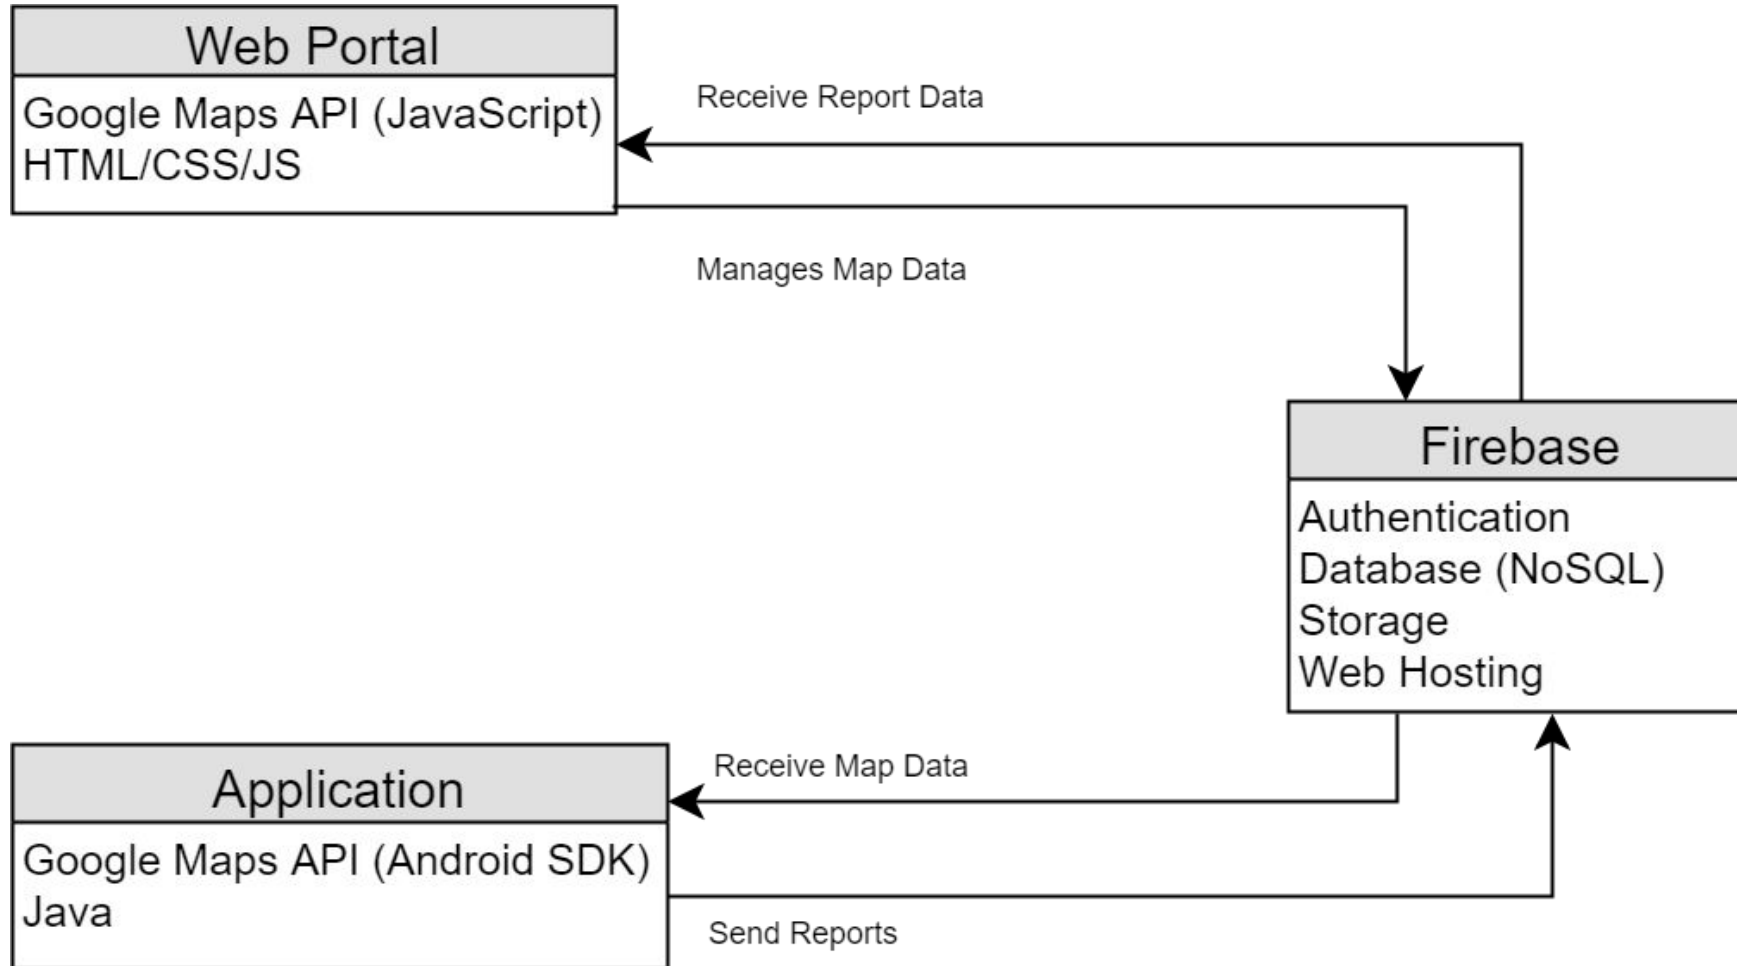 Web Portal
Google Maps API (JavaScript)
HTML/CSS/JS
Receive Report Data
Manages Map Data
Firebase
Authentication
Database (NoSQL)
Storage
Web Hosting
Application
Google Maps API (Android SDK)
Java
Receive Map Data
Send Reports